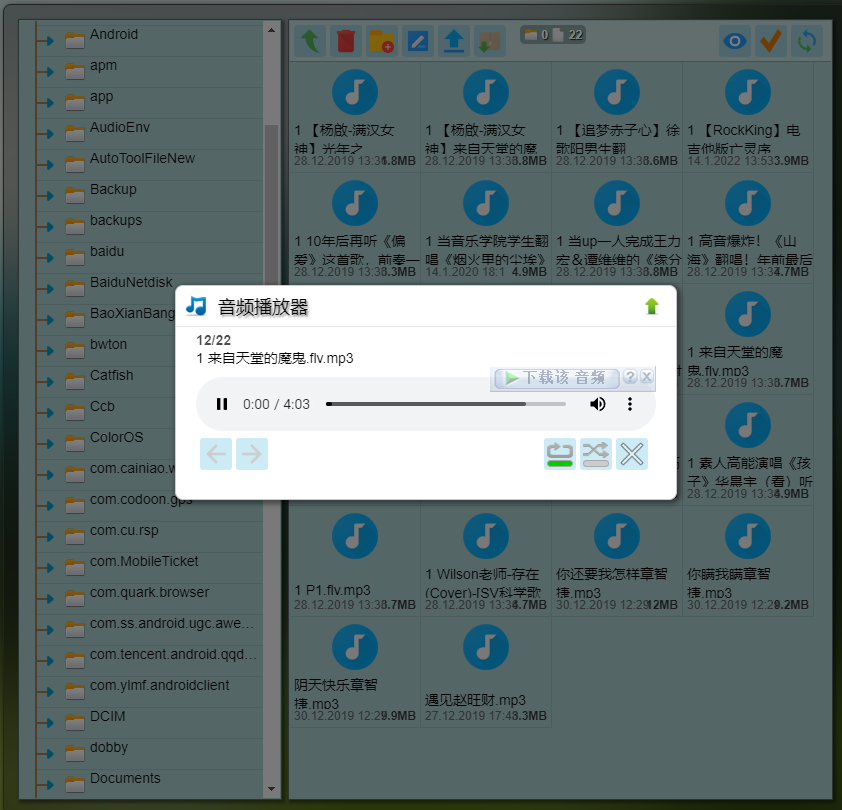 Android
apm
app
AudioEnv
AutoToolFileNew
Backup
backups
baidu
BaiduNetdisk
BaoXianBang
bwton
Catfish
Ccb
ColorOS
com.cainiao.w
com.codoon.gps
com.cu.rsp
com.MobileTicket
com.quark.browser
com.ss.android.ugc.awe...
com.tencent.android.qqd...
com.ylmf.androidclient
DCIM
dobby
Documents
0 22
1 【杨啟-满汉女
神】光年之
28.12.2019 13:3
.8MB
1 【杨啟-满汉女
神】来自天堂的魔
28.12.2019 13:3
.8MB
1 【追梦赤子心】徐
歌阳男生翻
28.12.2019 13:3
.6MB
1 【RockKing】电
吉他版亡灵序
14.1.2022 13:53
3.9MB
1 10年后再听《偏
爱》这首歌，前奏一
28.12.2019 13:3
.3MB
1 当音乐学院学生翻
唱《烟火里的尘埃》
14.1.2020 18:1
4.9MB
1 当up一人完成王力
宏＆谭维维的《缘分
28.12.2019 13:3
.8MB
1 高音爆炸！《山
海》翻唱！年前最后
28.12.2019 13:3
.7MB
1 来自天堂的魔
鬼.flv.mp3
28.12.2019 13:3
.7MB
1 素人高能演唱《孩
子》华晨宇（看）听
28.12.2019 13:3
.9MB
音频播放器
12/22
1 来自天堂的魔鬼.flv.mp3
下载该 音频 ? X
0:00 / 4:03
1 P1.flv.mp3
28.12.2019 13:3
.7MB
1 Wilson老师-存在
(Cover)-[SV科学歌
28.12.2019 13:3
.7MB
你还要我怎样章智
捷.mp3
30.12.2019 12:29
12MB
你瞒我瞒章智
捷.mp3
30.12.2019 12:2
.2MB
阴天快乐章智
捷.mp3
30.12.2019 12:2
.9MB
遇见赵旺财.mp3
27.12.2019 17:4
.3MB